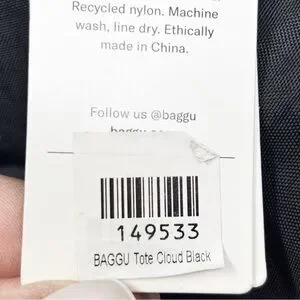 Recycled nylon. Machine
wash, line dry. Ethically
made in China.
Follow us @baggu
149533
BAGGU Tote Cloud Black